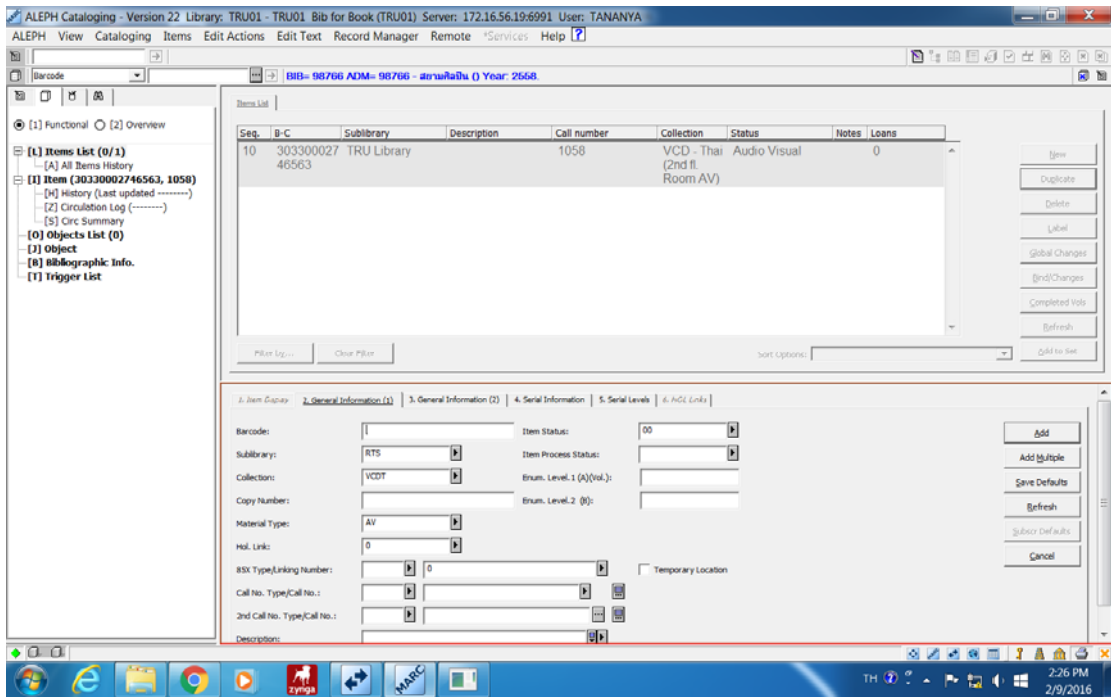 ALEPH Cataloging - Version 22 Library: TRU01 - TRU01 Bib for Book (TRU01) Server: 172.16.56.19:6991 User: TANANYA
ALEPH View Cataloging Items Edit Actions Edit Text Record Manager Remote *Services Help ?
Barcode BIB= 98766 ADM= 98766 - สยามศิลปิน () Year: 2558.
[1] Functional [2] Overview
[L] Items List (0/1)
[A] All Items History
[I] Item (30330002746563, 1058)
[H] History (Last updated --------)
[Z] Circulation Log (--------)
[S] Circ Summary
[O] Objects List (0)
[J] Object
[B] Bibliographic Info.
[T] Trigger List
Items List
Seq. B-C Sublibrary Description Call number Collection Status Notes Loans
10 303300027 TRU Library 1058 VCD - Thai Audio Visual 0
46563 (2nd fl.
Room AV)
New
Duplicate
Delete
Label
Global Changes
Bind/Changes
Completed Vols
Refresh
Add to Set
Clear Filter Sort Options:
1. Item Display 2. General Information (1) 3. General Information (2) 4. Serial Information 5. Serial Levels 6. HOL Links
Barcode: Item Status: 00
Sublibrary: RTS Item Process Status:
Collection: VCDT Enum. Level.1 (A)(Vol.):
Copy Number: Enum. Level.2 (B):
Material Type: AV
Hol. Link: 0
85X Type/Linking Number: 0 Temporary Location
Call No. Type/Call No.:
2nd Call No. Type/Call No.:
Description:
Add
Add Multiple
Save Defaults
Refresh
Subscr Defaults
Cancel
zynga MARC TH 2:26 PM
2/9/2016